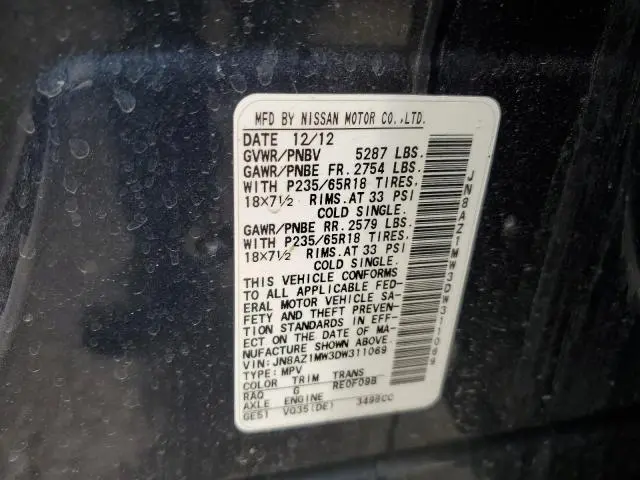 MFD BY NISSAN MOTOR CO.,LTD.
DATE 12/12
GVWR/PNBV 5287 LBS.
GAWR/PNBE FR. 2754 LBS.
WITH P235/65R18 TIRES,
18×7½ RIMS, AT 33 PSI
COLD SINGLE.
GAWR/PNBE RR. 2579 LBS.
WITH P235/65R18 TIRES,
18×7½ RIMS, AT 33 PSI
COLD SINGLE.
THIS VEHICLE CONFORMS
TO ALL APPLICABLE FED-
ERAL MOTOR VEHICLE SA-
FETY AND THEFT PREVEN-
TION STANDARDS IN EFF-
ECT ON THE DATE OF MA-
NUFACTURE SHOWN ABOVE.
VIN: JN8AZ1MW3DW311069
TYPE: MPV
COLOR TRIM TRANS
RAQ G RE0F09B
AXLE ENGINE
GE51 VQ35(DE) 3498CC
JN8AZ1MW3DW311069